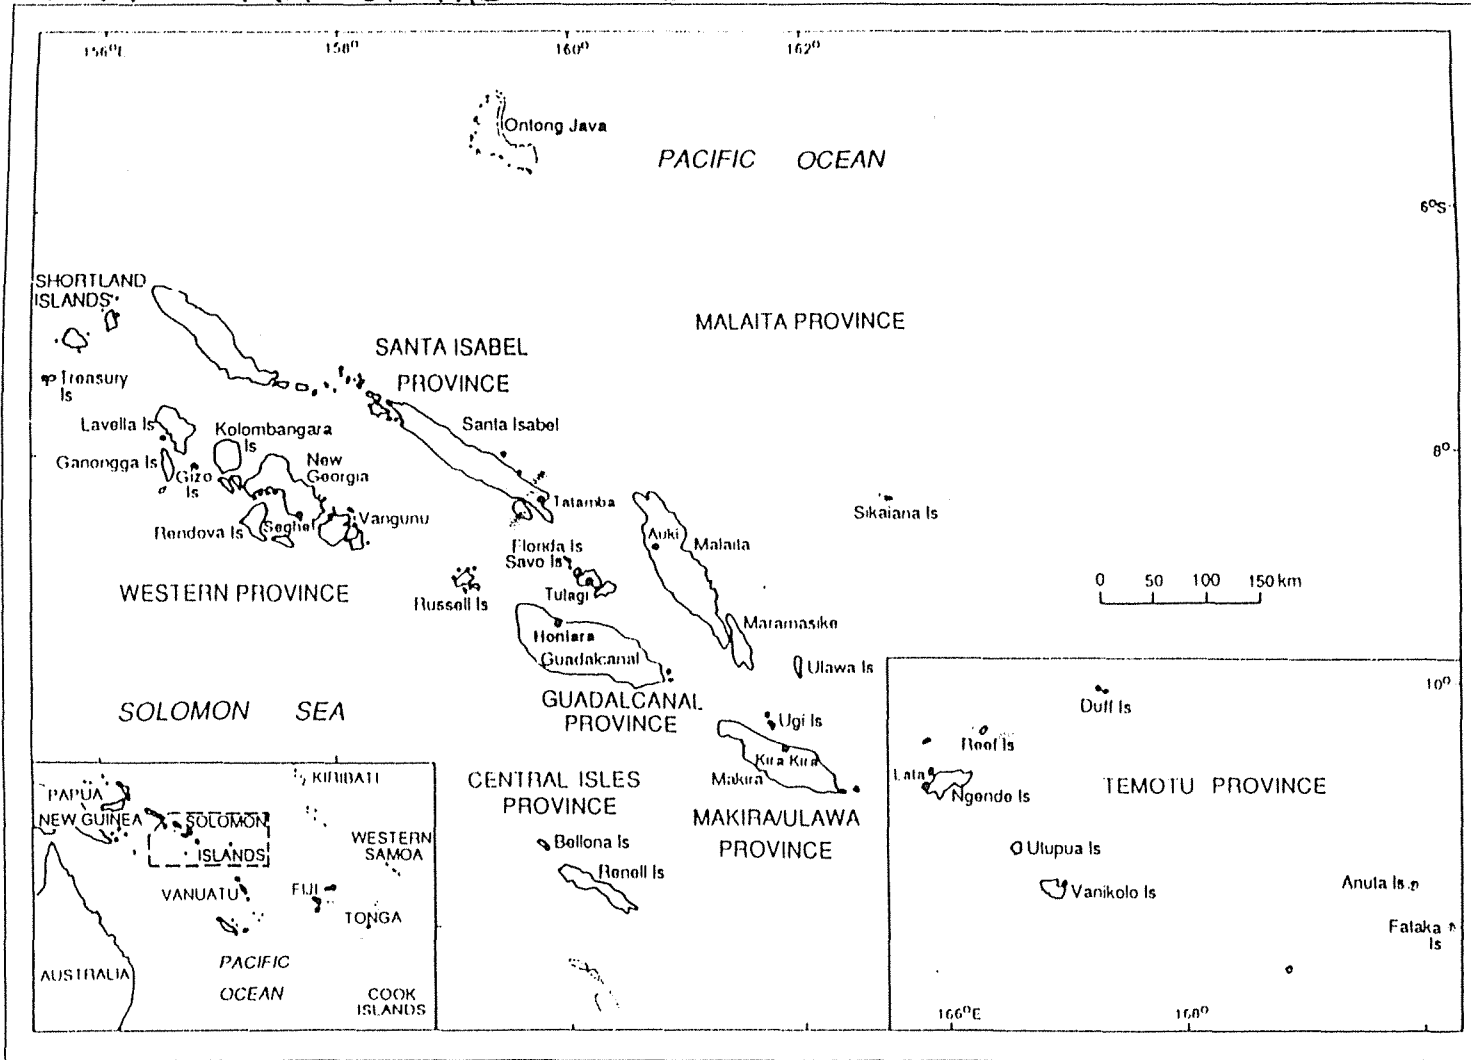 156°E 158° 160° 162°
Ontong Java
PACIFIC OCEAN
6°S
SHORTLAND
ISLANDS
MALAITA PROVINCE
SANTA ISABEL
PROVINCE
Treasury
Is
Lavella Is
Kolombangara
Is
Santa Isabel
8°
Ganongga Is
Gizo
Is
New
Georgia
Tatamba
Sikaiana Is
Rendova Is
Seghe
Vangunu
Auki
Malaita
Florida Is
Savo Is
0 50 100 150 km
WESTERN PROVINCE
Russell Is
Tulagi
Honiara
Maramasike
Guadalcanal
Ulawa Is
10°
GUADALCANAL
PROVINCE
SOLOMON SEA
Ugi Is
Kira Kira
Makira
Duff Is
Reef Is
Lata
Ngendo Is
TEMOTU PROVINCE
CENTRAL ISLES
PROVINCE
MAKIRA/ULAWA
PROVINCE
Bellona Is
Renell Is
Ulupua Is
Vanikolo Is
Anuta Is
Fataka
Is
166°E 168°
KIRIBATI
PAPUA
NEW GUINEA
SOLOMON
ISLANDS
WESTERN
SAMOA
VANUATU
FIJI
TONGA
AUSTRALIA
PACIFIC
OCEAN
COOK
ISLANDS